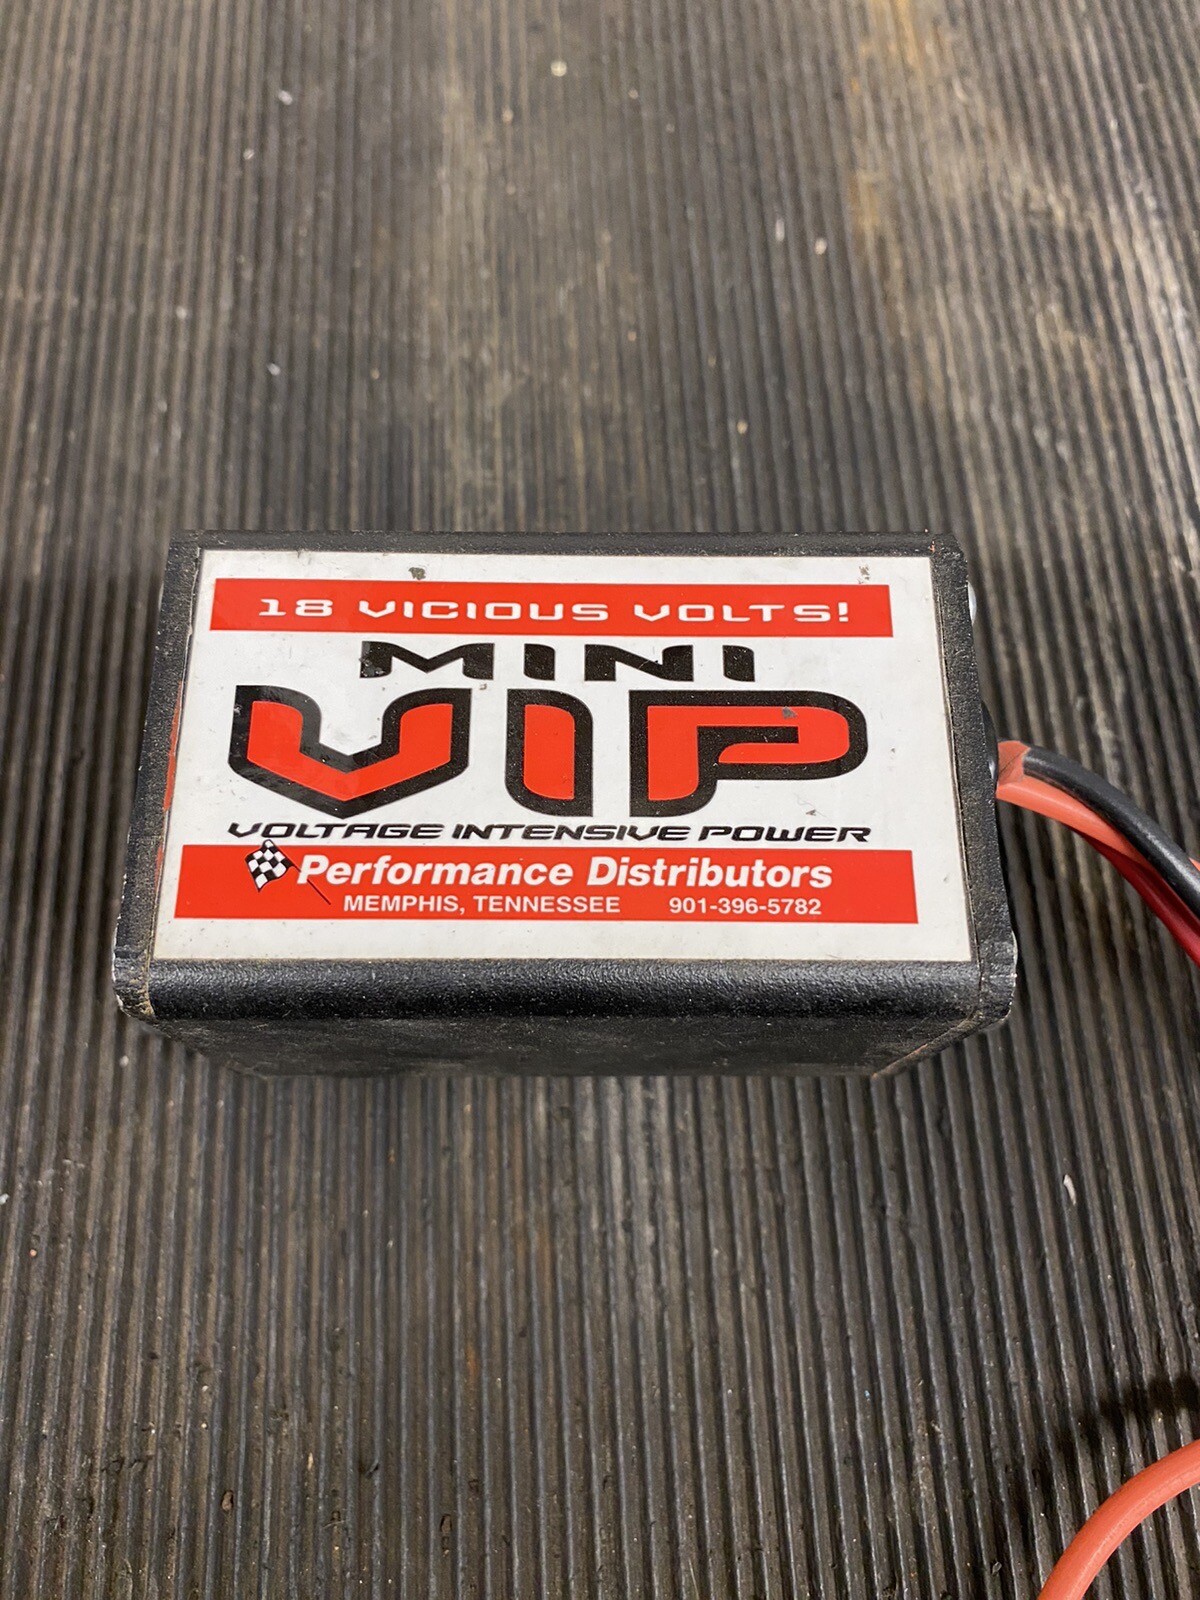 18 VICIOUS VOLTS!
MINI
VIP
VOLTAGE INTENSIVE POWER
Performance Distributors
MEMPHIS, TENNESSEE 901-396-5782